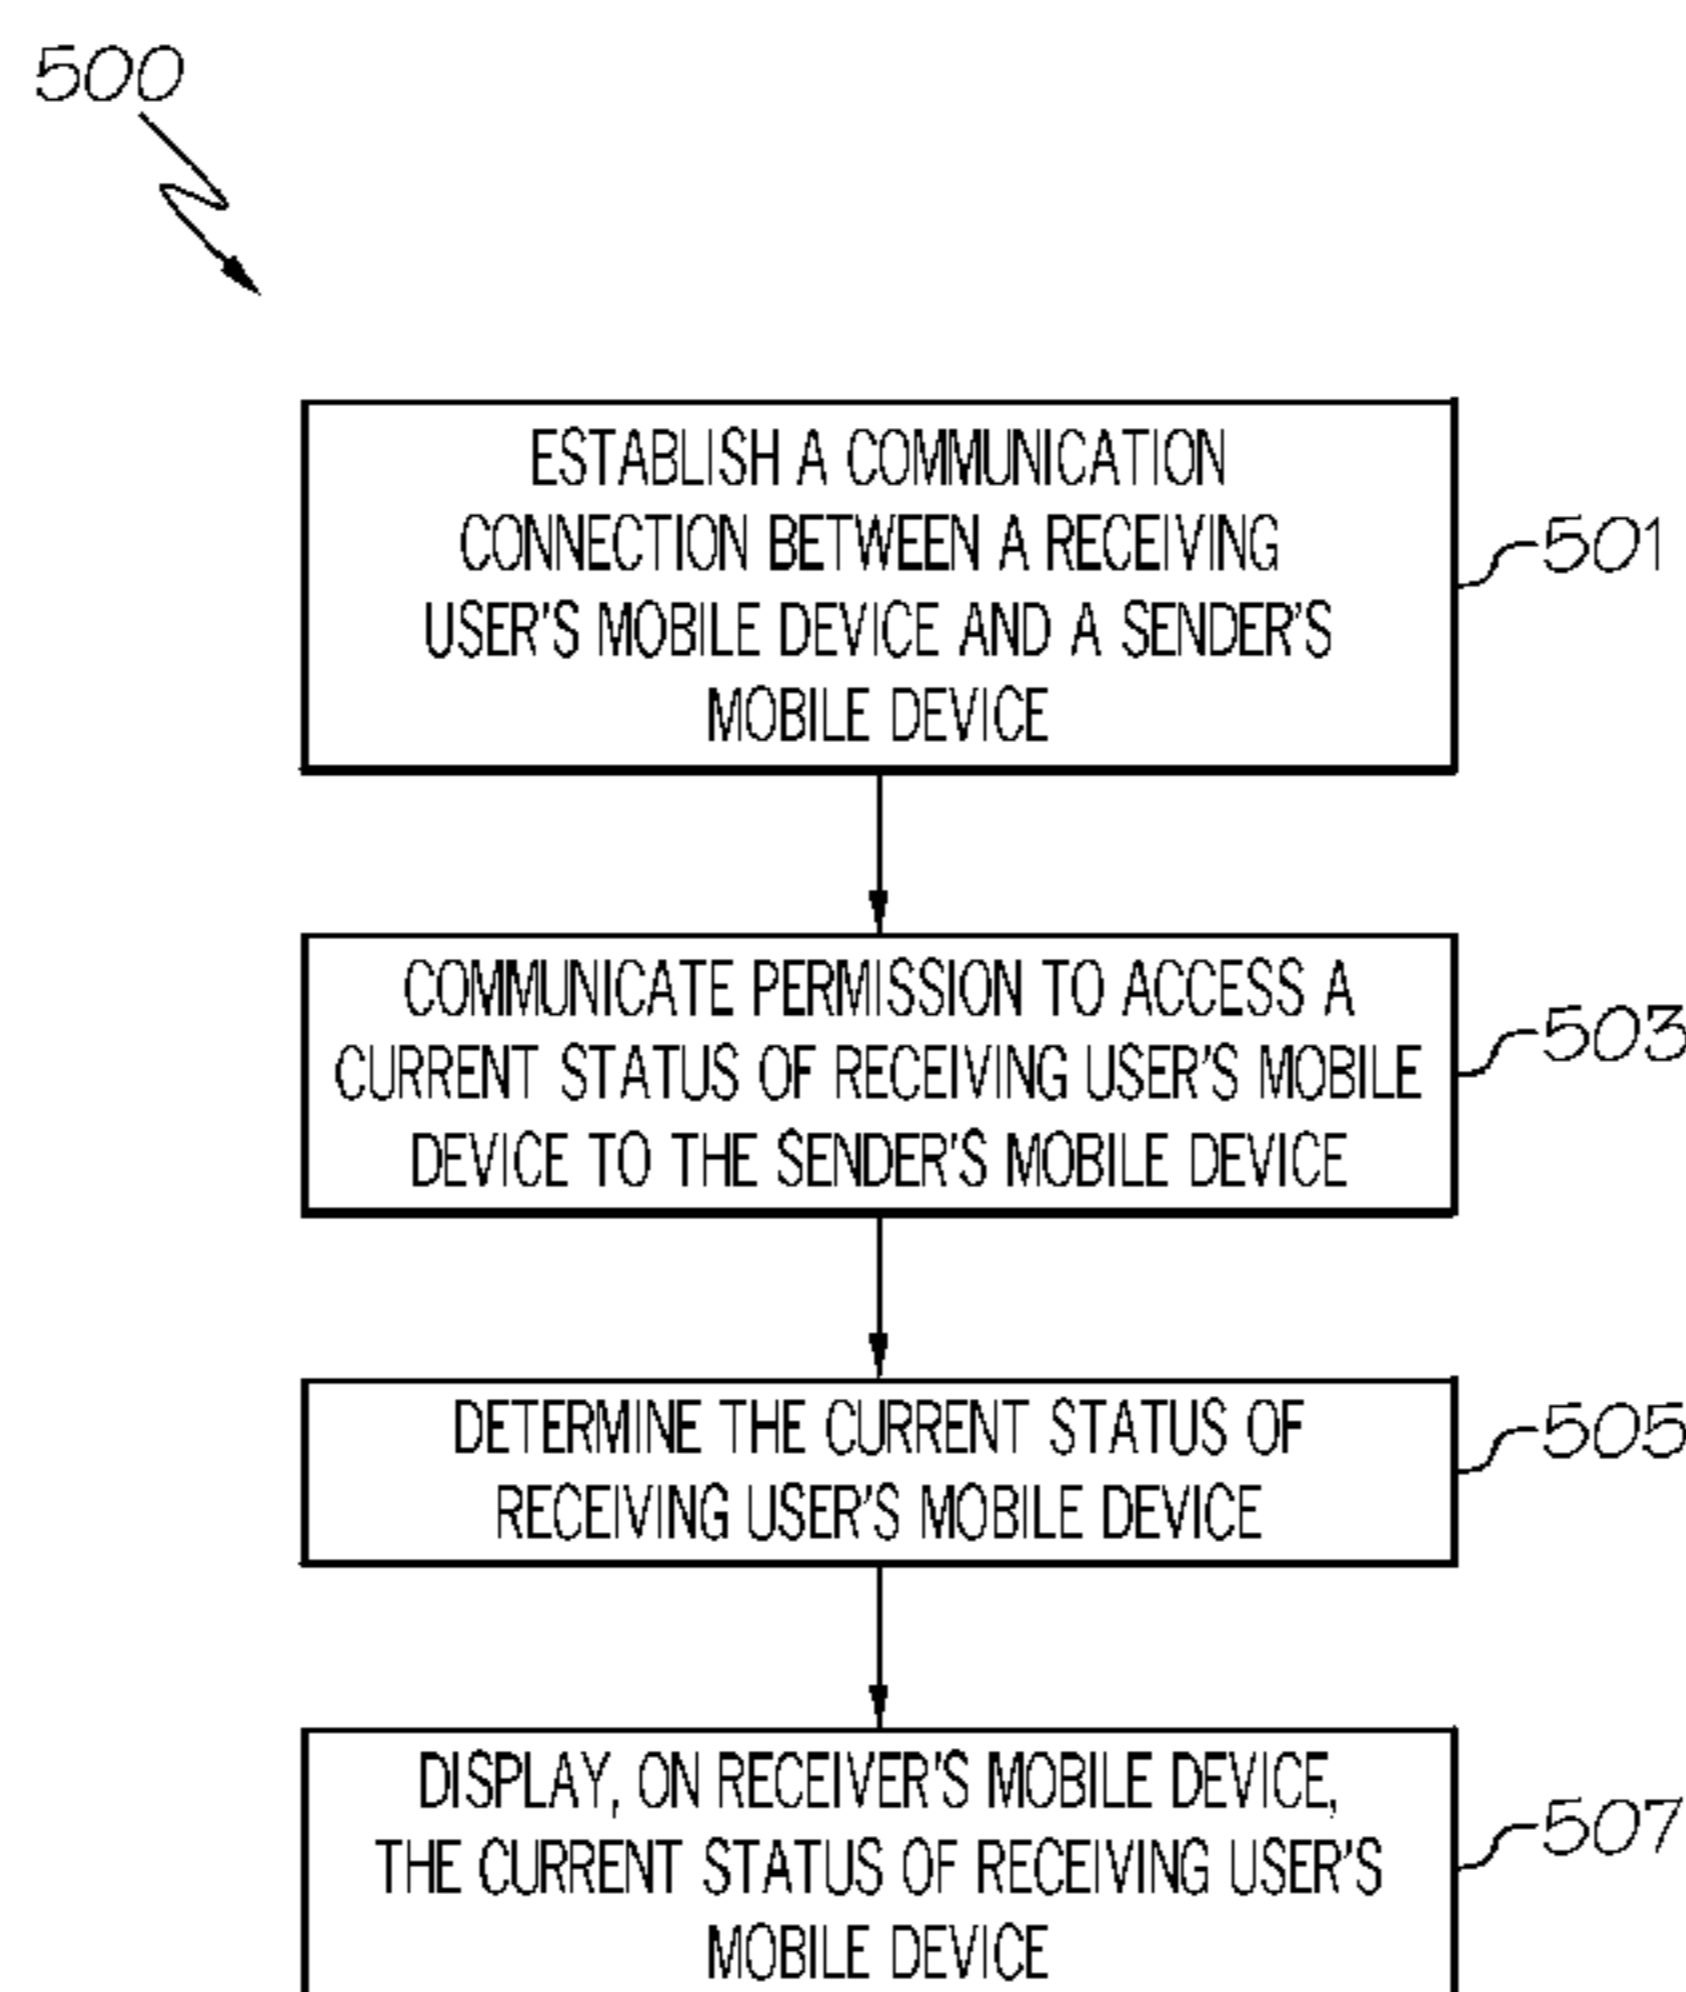 500
ESTABLISH A COMMUNICATION
CONNECTION BETWEEN A RECEIVING
USER'S MOBILE DEVICE AND A SENDER'S
MOBILE DEVICE
501
COMMUNICATE PERMISSION TO ACCESS A
CURRENT STATUS OF RECEIVING USER'S MOBILE
DEVICE TO THE SENDER'S MOBILE DEVICE
503
DETERMINE THE CURRENT STATUS OF
RECEIVING USER'S MOBILE DEVICE
505
DISPLAY, ON RECEIVER'S MOBILE DEVICE,
THE CURRENT STATUS OF RECEIVING USER'S
MOBILE DEVICE
507